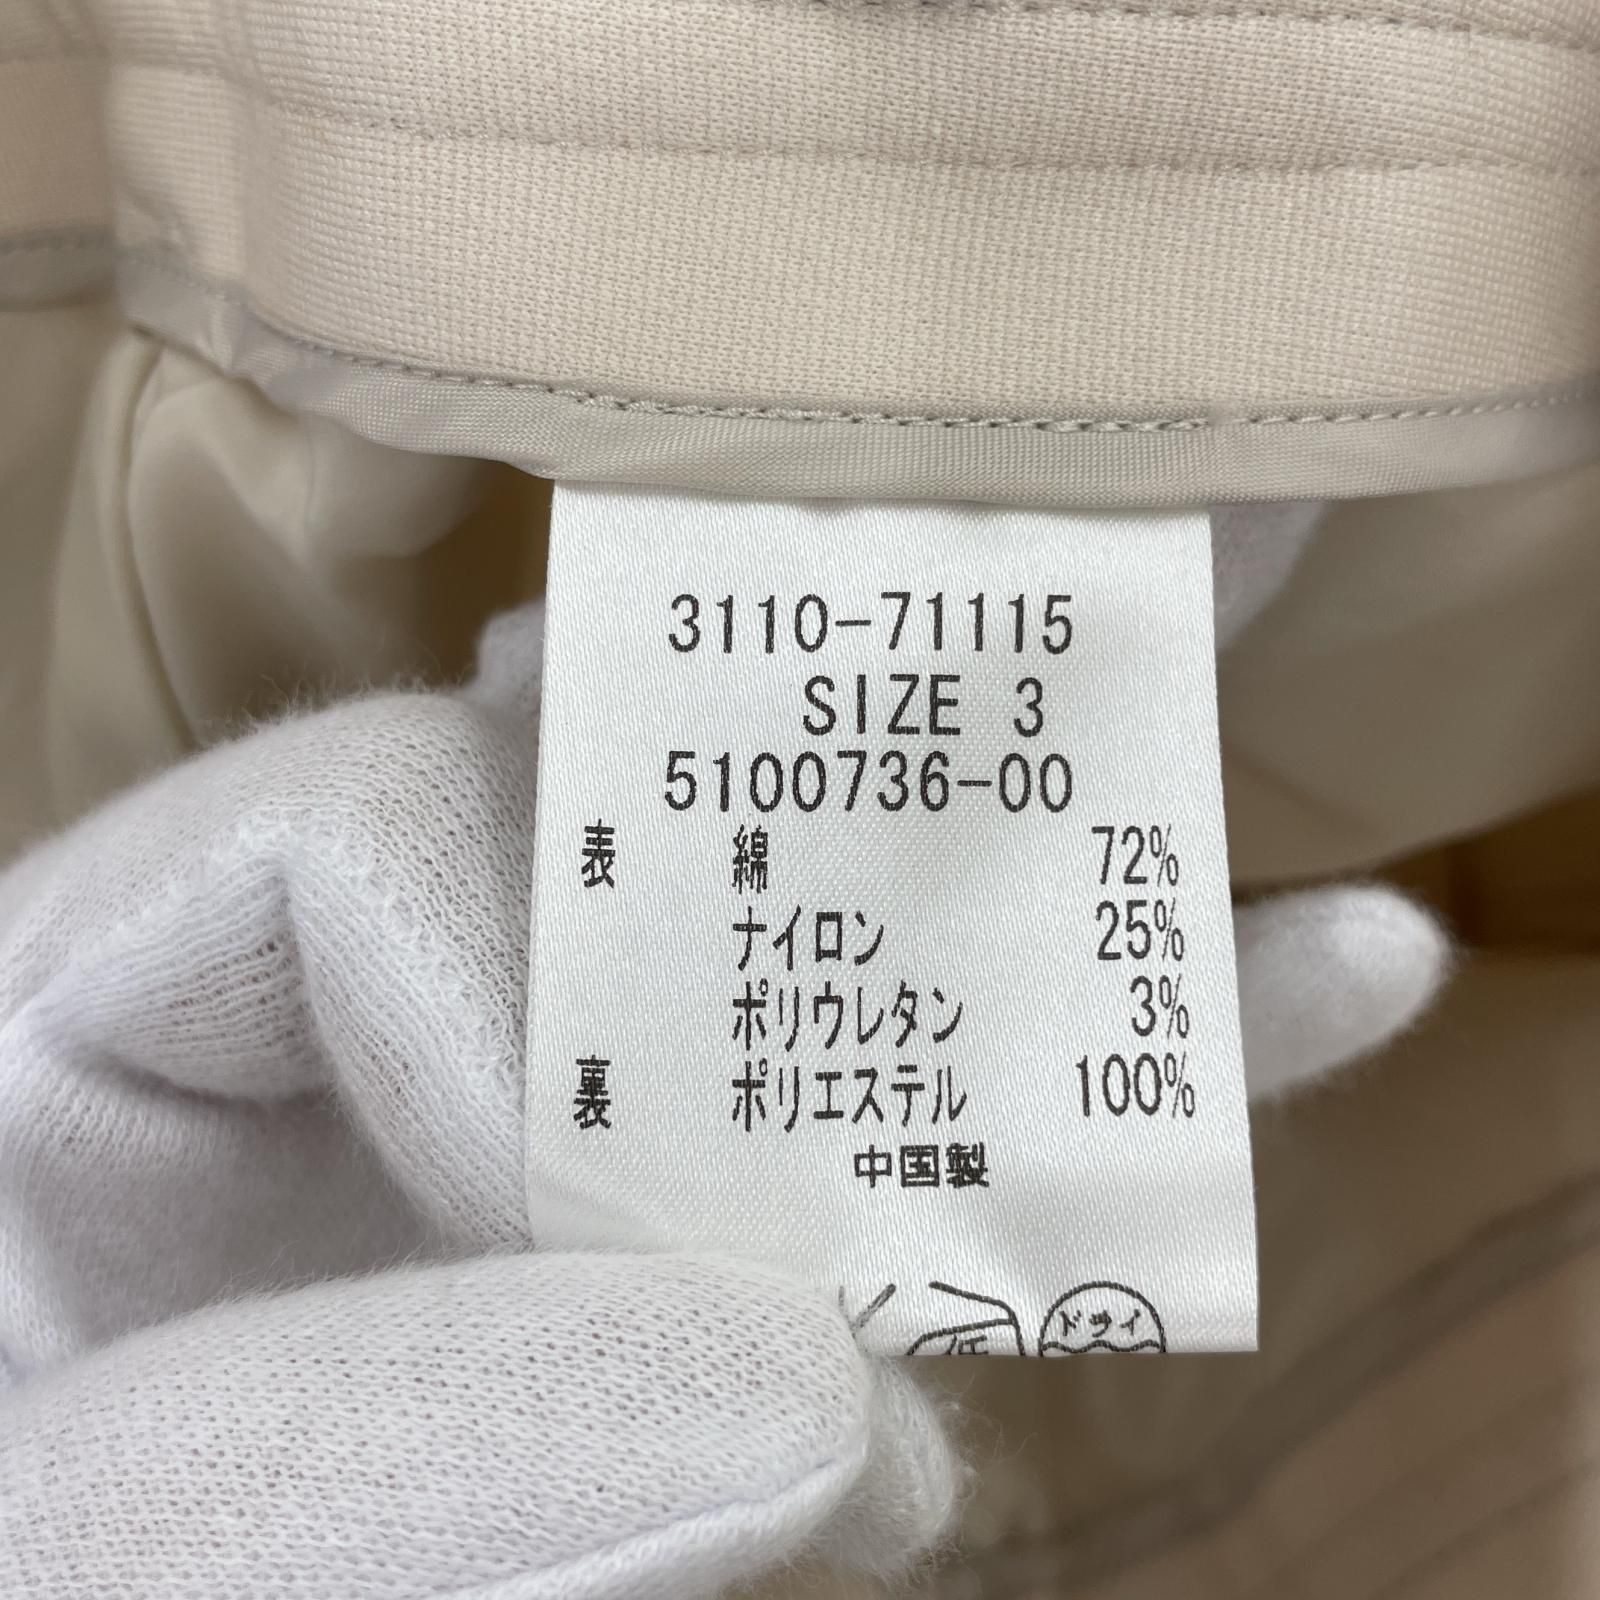 3110-71115
SIZE 3
5100736-00
表 綿 72%
ナイロン 25%
ポリウレタン 3%
裏 ポリエステル 100%
中国製
低 ドライ